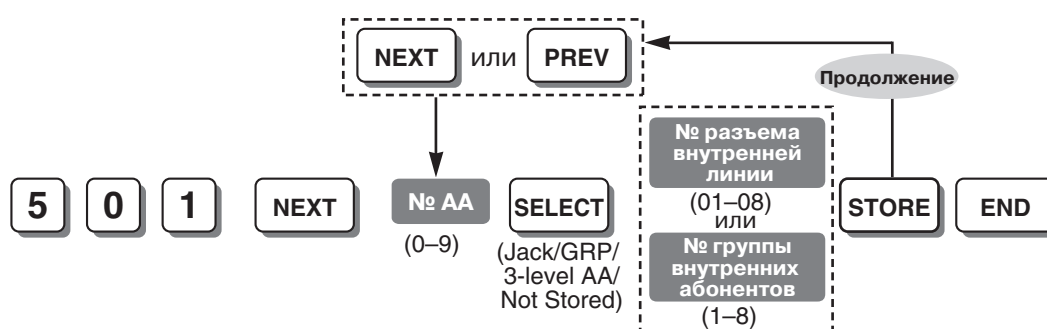 NEXT или PREV
Продолжение
5 0 1 NEXT № AA SELECT STORE END
(0–9)
(Jack/GRP/
3-level AA/
Not Stored)
№ разъема
внутренней
линии
(01–08)
или
№ группы
внутренних
абонентов
(1–8)